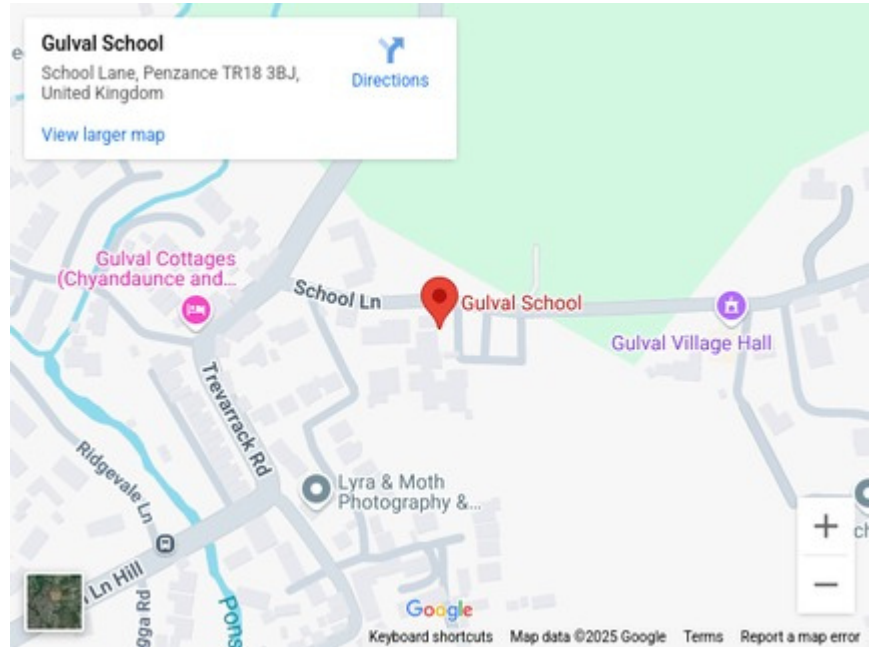 Gulval School
School Lane, Penzance TR18 3BJ,
United Kingdom
Directions
View larger map
Gulval Cottages
(Chyandaunce and...
School Ln
Gulval School
Gulval Village Hall
Trevarrack Rd
Ridgevale Ln
Lyra & Moth
Photography &...
Ln Hill
Pons
Google
Keyboard shortcuts
Map data ©2025 Google
Terms
Report a map error